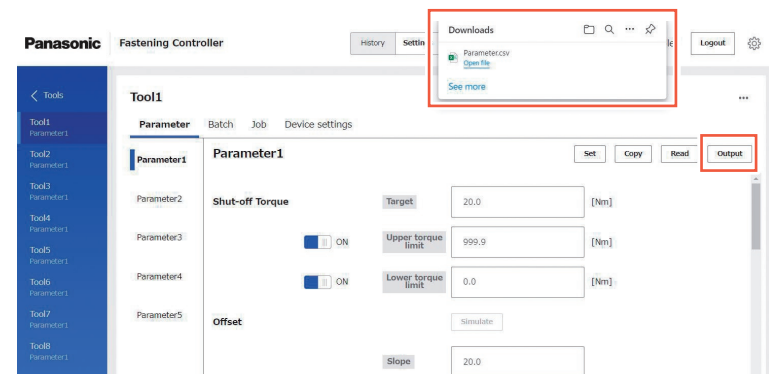 Downloads
Parameter.csv
Open file
See more
Panasonic
Fastening Contr oller
History
Settin
Logout
Tools
Tool1
Parameter1
Tool2
Parameter1
Tool3
Parameter1
Tool4
Parameter1
Tool5
Parameter1
Tool6
Parameter1
Tool7
Parameter1
Tool8
Parameter1
Tool1
Parameter Batch Job Device settings
Parameter1
Parameter2
Parameter3
Parameter4
Parameter5
Parameter1
Set Copy Read Output
Shut-off Torque Target 20.0 [Nm]
ON Upper torque
limit 999.9 [Nm]
ON Lower torque
limit 0.0 [Nm]
Offset Simulate
Slope 20.0